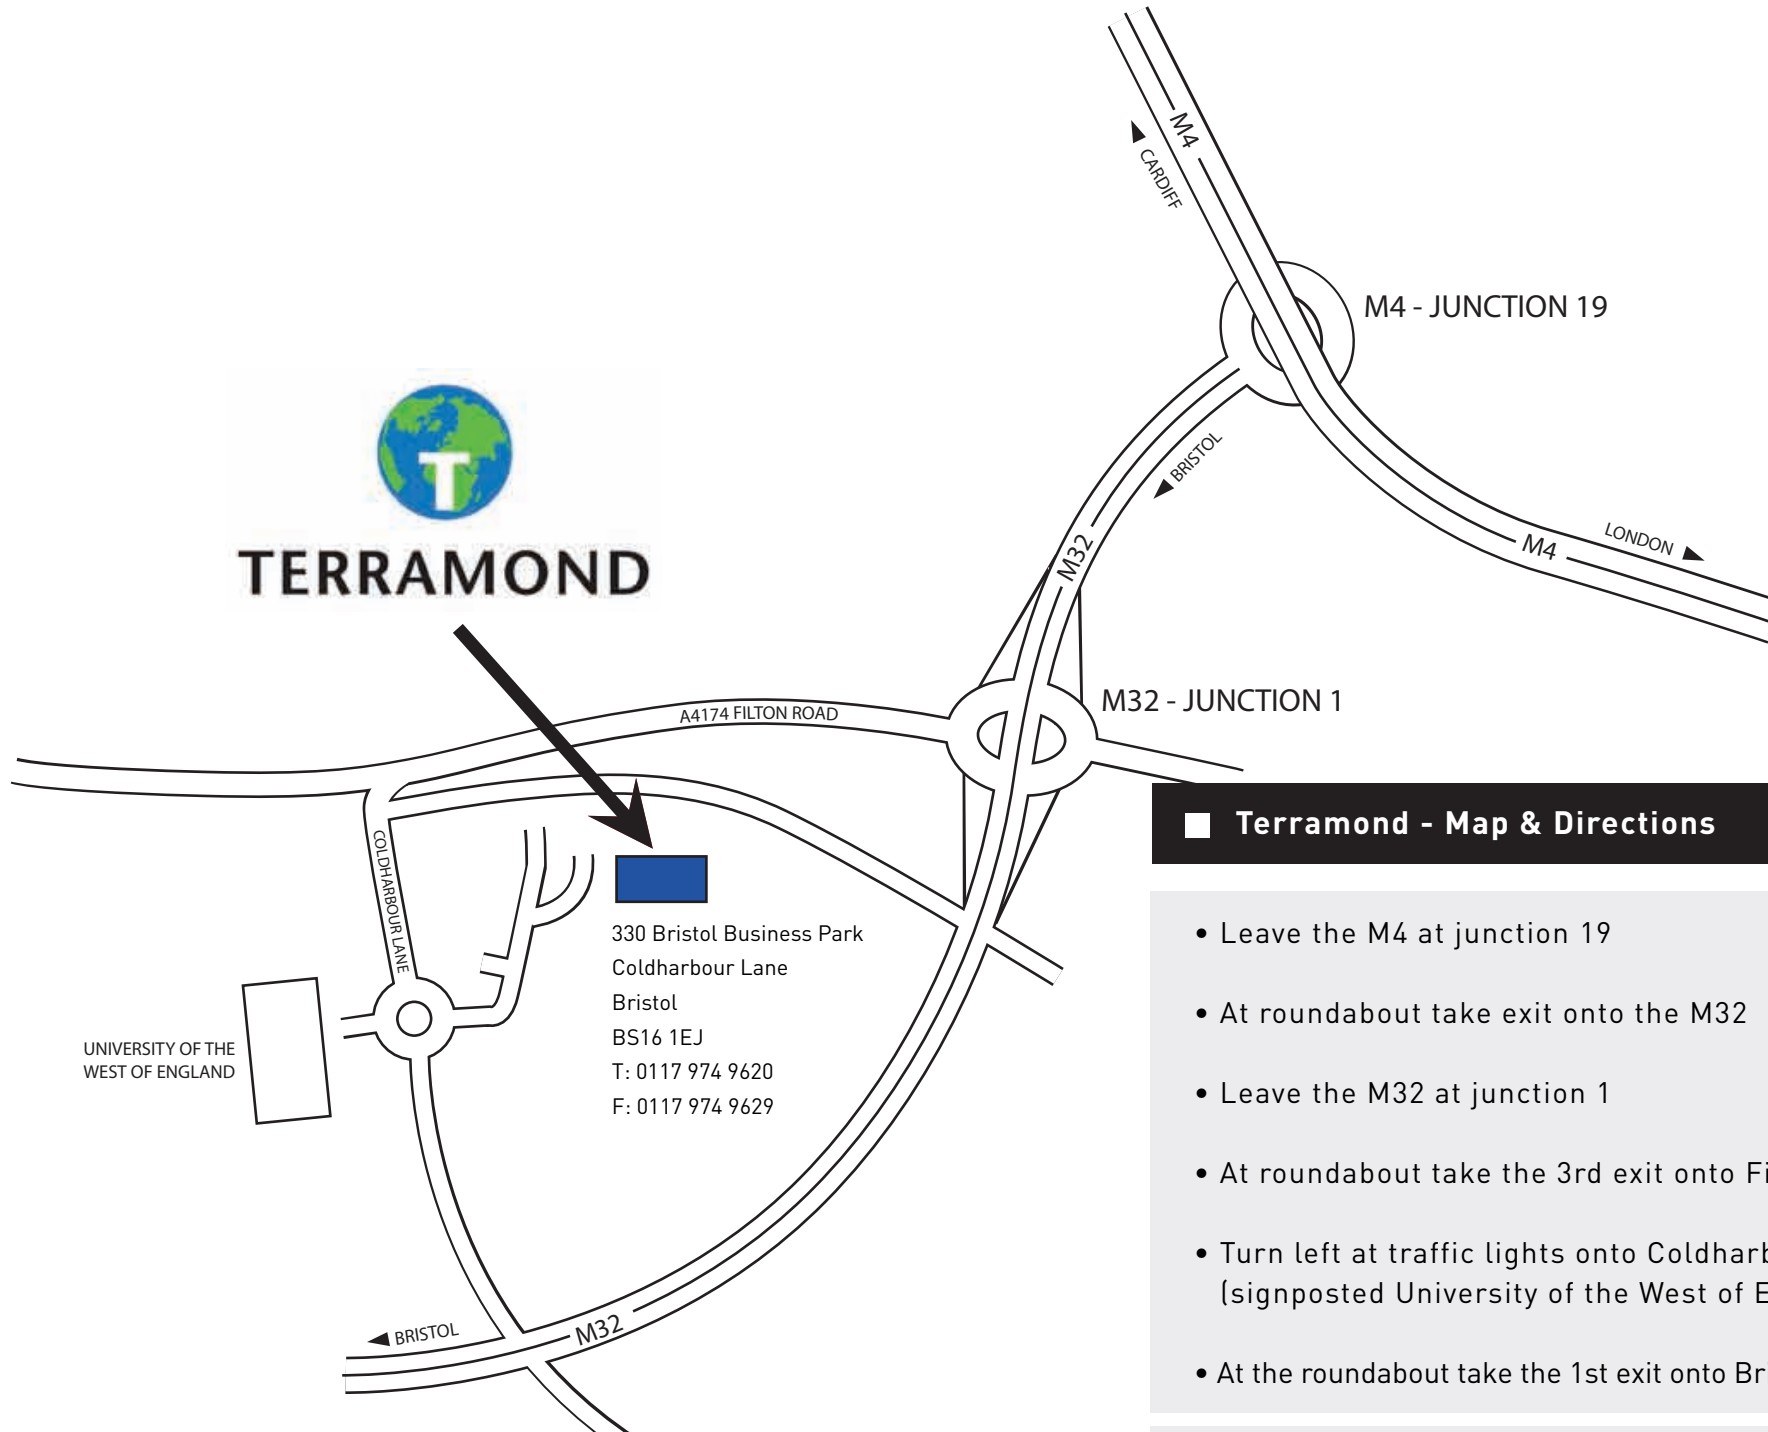 M4
CARDIFF
M4 - JUNCTION 19
BRISTOL
LONDON
M4
M32
T
TERRAMOND
M32 - JUNCTION 1
A4174 FILTON ROAD
COLDHARBOUR LANE
330 Bristol Business Park
Coldharbour Lane
Bristol
BS16 1EJ
T: 0117 974 9620
F: 0117 974 9629
UNIVERSITY OF THE
WEST OF ENGLAND
BRISTOL
M32
Terramond - Map & Directions
• Leave the M4 at junction 19
• At roundabout take exit onto the M32
• Leave the M32 at junction 1
• At roundabout take the 3rd exit onto Fi
• Turn left at traffic lights onto Coldharb
(signposted University of the West of E
• At the roundabout take the 1st exit onto Br